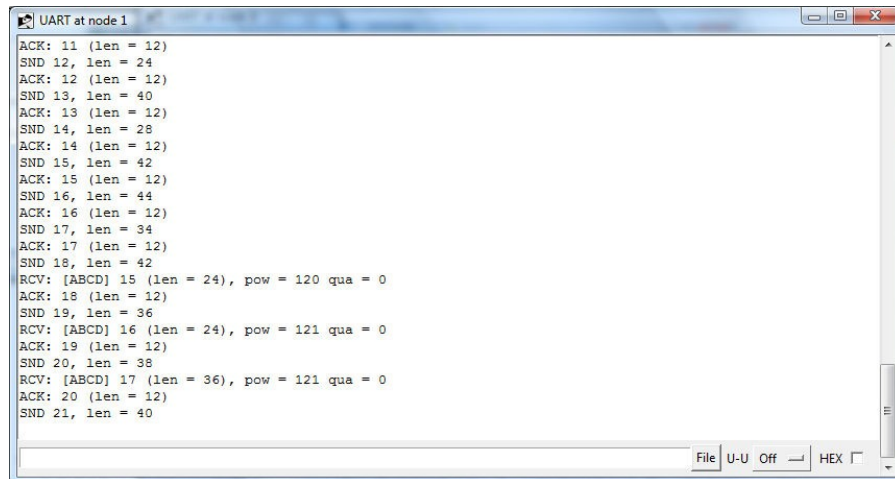 UART at node 1
ACK: 11 (len = 12)
SND 12, len = 24
ACK: 12 (len = 12)
SND 13, len = 40
ACK: 13 (len = 12)
SND 14, len = 28
ACK: 14 (len = 12)
SND 15, len = 42
ACK: 15 (len = 12)
SND 16, len = 44
ACK: 16 (len = 12)
SND 17, len = 34
ACK: 17 (len = 12)
SND 18, len = 42
RCV: [ABCD] 15 (len = 24), pow = 120 qua = 0
ACK: 18 (len = 12)
SND 19, len = 36
RCV: [ABCD] 16 (len = 24), pow = 121 qua = 0
ACK: 19 (len = 12)
SND 20, len = 38
RCV: [ABCD] 17 (len = 36), pow = 121 qua = 0
ACK: 20 (len = 12)
SND 21, len = 40
File U-U Off HEX